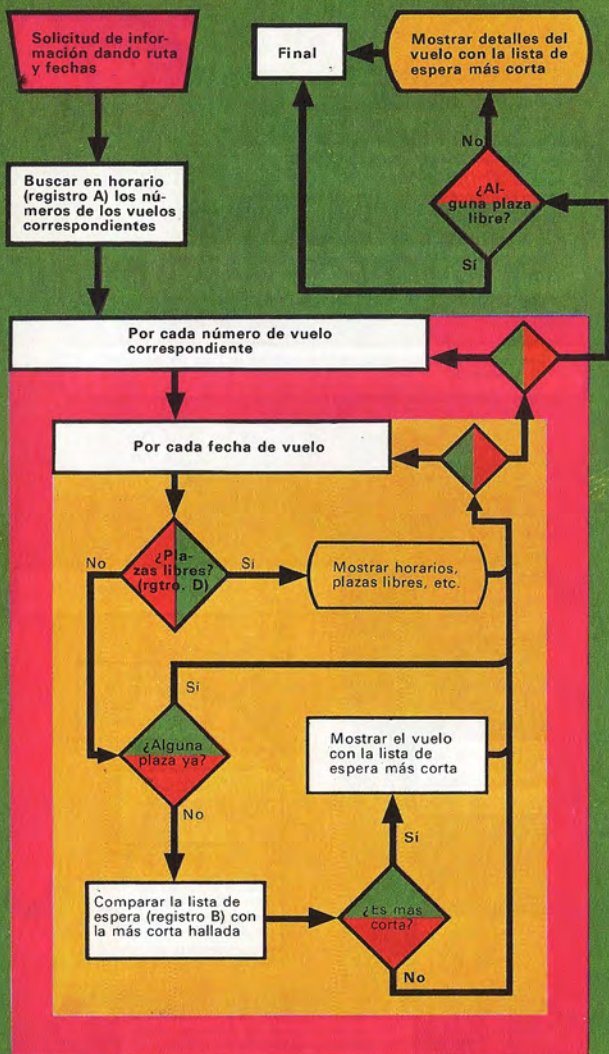 Solicitud de infor-
mación dando ruta
y fechas
Final
Mostrar detalles del
vuelo con la lista de
espera más corta
No
¿Al-
guna plaza
libre?
Sí
Buscar en horario
(registro A) los nú-
meros de los vuelos
correspondientes
Por cada número de vuelo
correspondiente
Por cada fecha de vuelo
No
¿Pla-
zas libres?
(rgtro. D)
Sí
Mostrar horarios,
plazas libres, etc.
Sí
¿Alguna
plaza ya?
No
Mostrar el vuelo
con la lista de
espera más corta
Sí
Comparar la lista de
espera (registro B) con
la más corta hallada
¿Es más
corta?
No